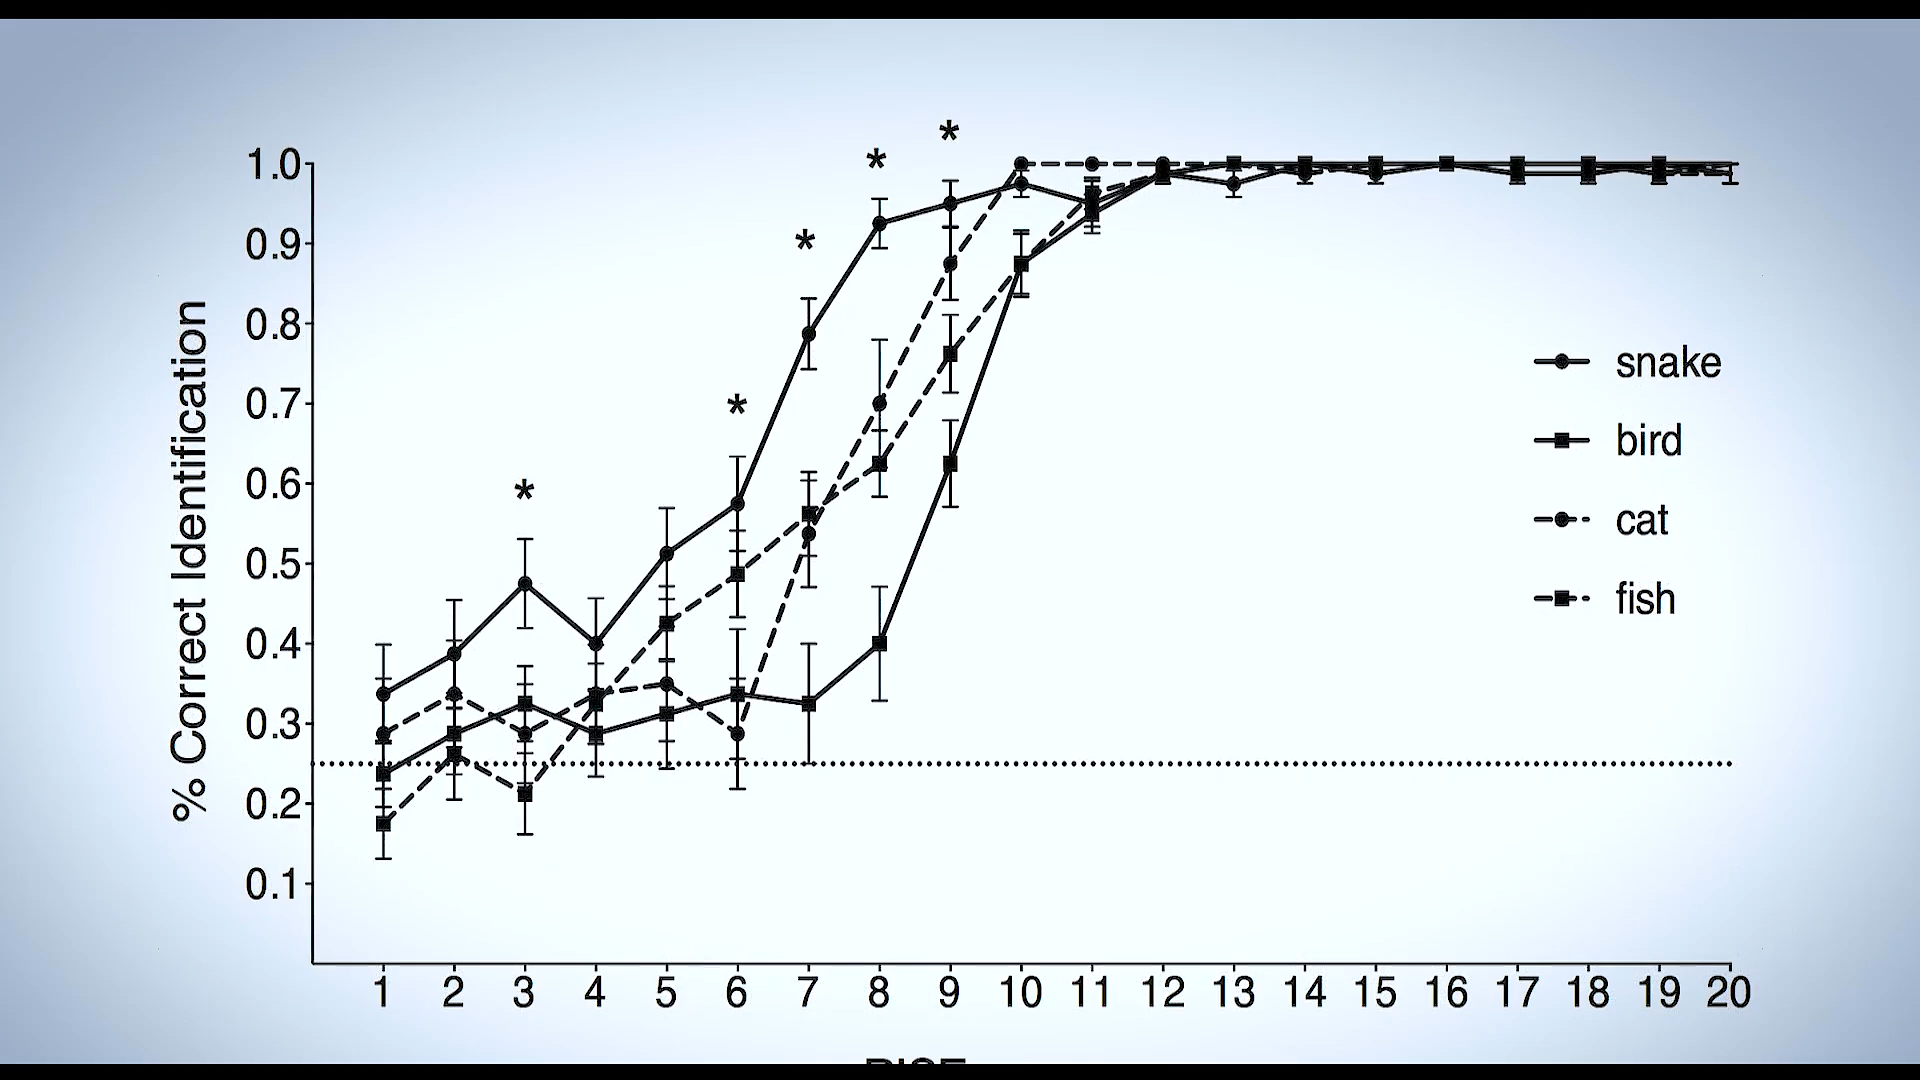 * * * * * *
1.0
0.9
0.8
0.7
0.6
0.5
0.4
0.3
0.2
0.1
% Correct Identification
snake
bird
cat
fish
1 2 3 4 5 6 7 8 9 10 11 12 13 14 15 16 17 18 19 20
RISE